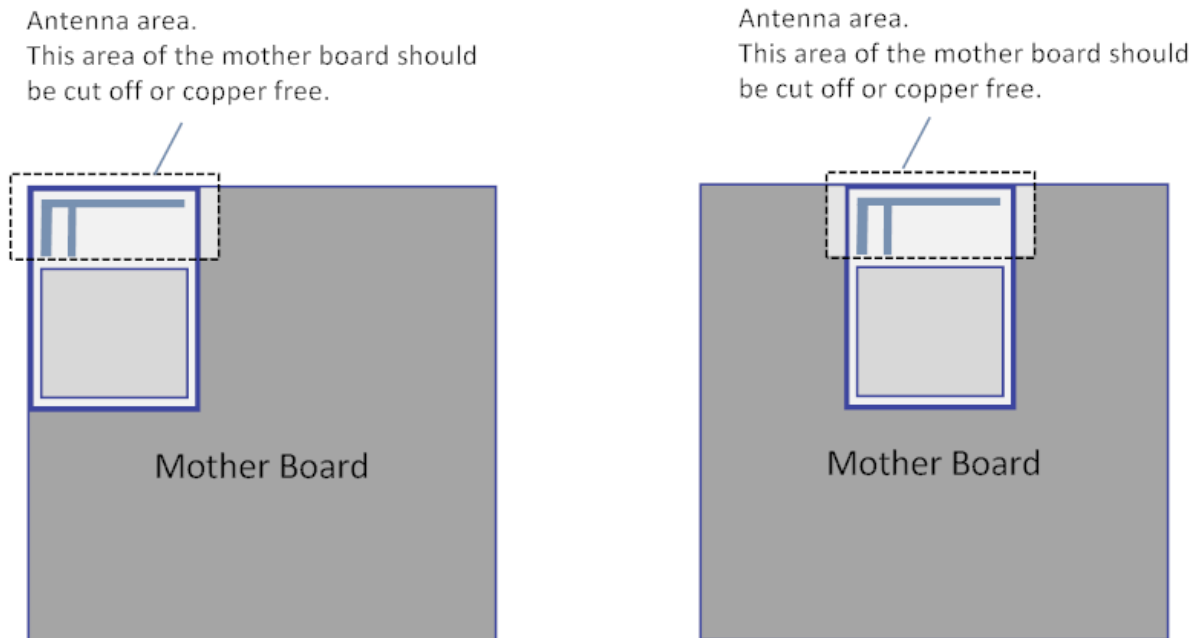 Antenna area.
This area of the mother board should
be cut off or copper free.
Mother Board
Antenna area.
This area of the mother board should
be cut off or copper free.
Mother Board